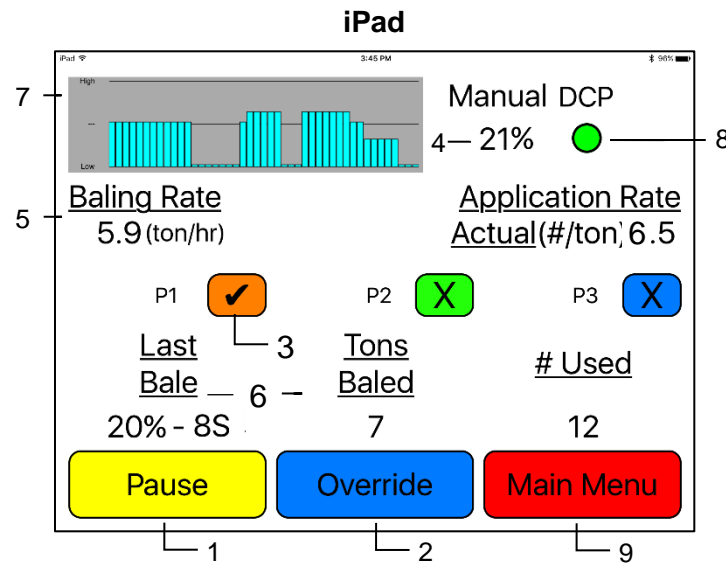 iPad
iPad 3:45 PM 96%
High
7
Manual DCP
–
4 21% 8
Low
Baling Rate Application Rate
5
5.9 (ton/hr) Actual(#/ton) 6.5
P1 ✔ P2 X P3 X
3
Last Tons
# Used
Bale 6 Baled
20% - 8S 7 12
Pause Override Main Menu
1 2 9